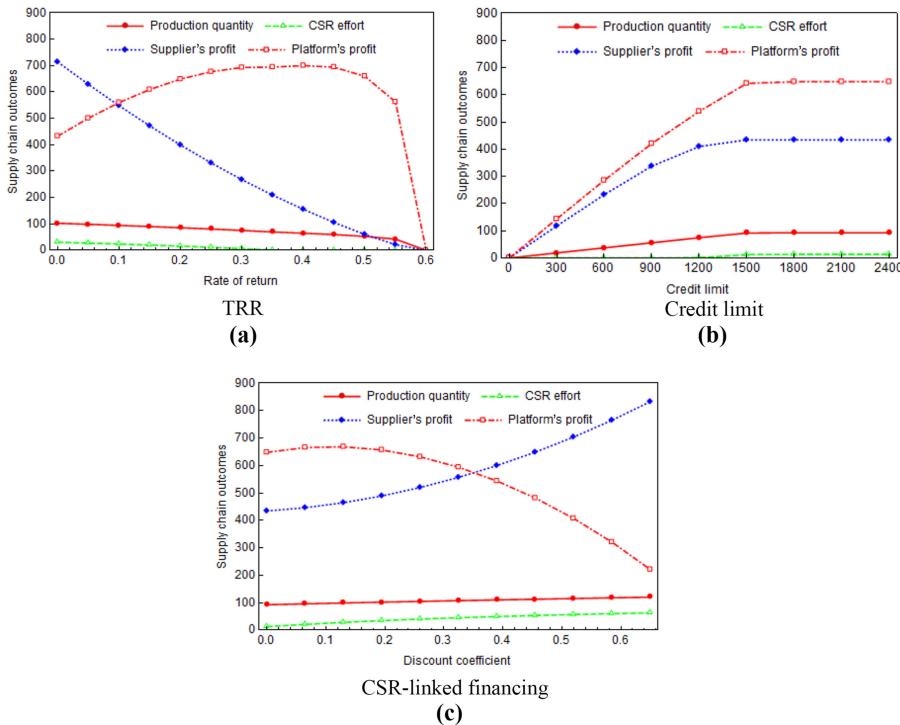 900
800
700
600
500
400
300
200
100
0
Supply chain outcomes
Production quantity CSR effort
Supplier's profit Platform's profit
0.0 0.1 0.2 0.3 0.4 0.5 0.6
Rate of return
TRR
(a)
900
800
700
600
500
400
300
200
100
0
Supply chain outcomes
Production quantity CSR effort
Supplier's profit Platform's profit
0 300 600 900 1200 1500 1800 2100 2400
Credit limit
Credit limit
(b)
900
800
700
600
500
400
300
200
100
0
Supply chain outcomes
Production quantity CSR effort
Supplier's profit Platform's profit
0.0 0.1 0.2 0.3 0.4 0.5 0.6
Discount coefficient
CSR-linked financing
(c)